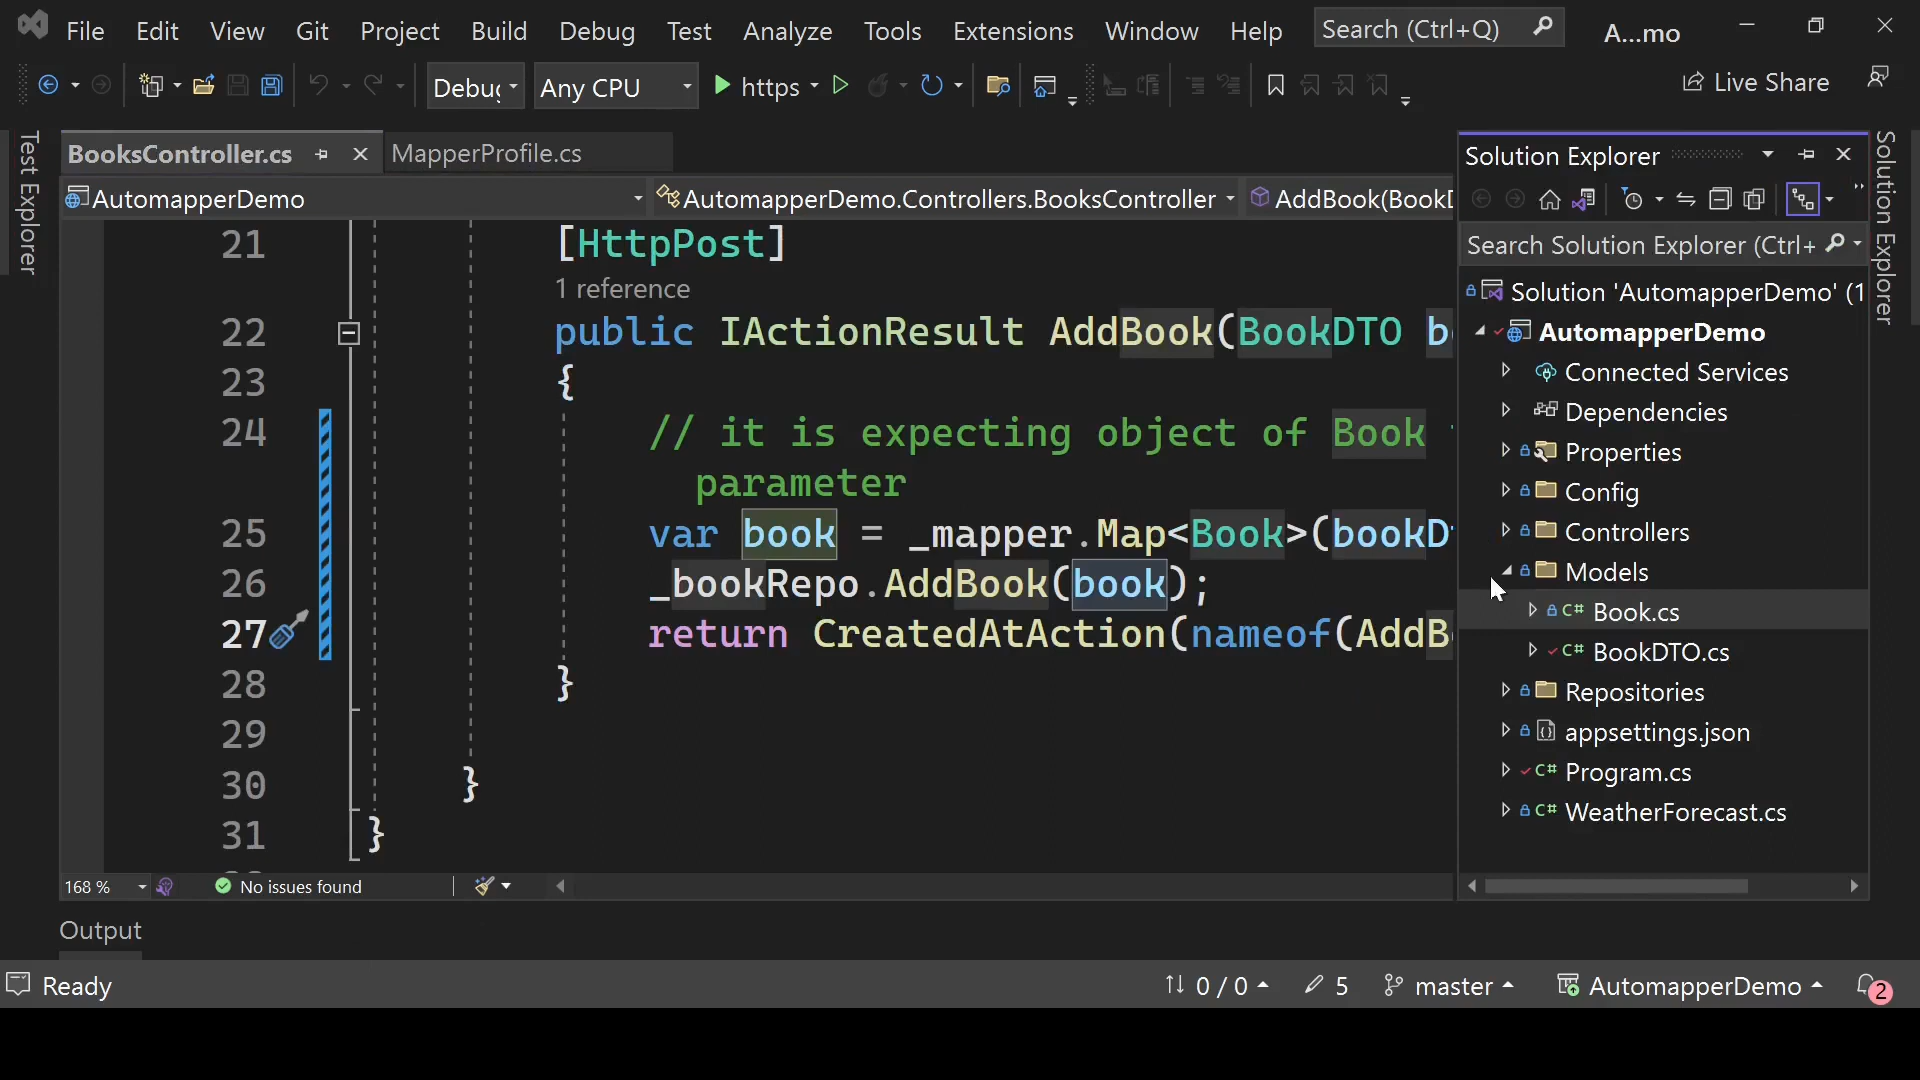 File Edit View Git Project Build Debug Test Analyze Tools Extensions Window Help Search (Ctrl+Q) A...mo
Debu Any CPU https Live Share
Test Explorer
BooksController.cs MapperProfile.cs
AutomapperDemo AutomapperDemo.Controllers.BooksController AddBook(BookD
21 [HttpPost]
1 reference
22 public IActionResult AddBook(BookDTO b
23 {
24 // it is expecting object of Book
parameter
25 var book = _mapper.Map<Book>(bookD
26 _bookRepo.AddBook(book);
27 return CreatedAtAction(nameof(AddB
28 }
29
30 }
31 }
168 % No issues found
Solution Explorer
Search Solution Explorer (Ctrl+
Solution 'AutomapperDemo' (1
AutomapperDemo
Connected Services
Dependencies
Properties
Config
Controllers
Models
C# Book.cs
C# BookDTO.cs
Repositories
appsettings.json
C# Program.cs
C# WeatherForecast.cs
Solution Explorer
Output
Ready 0 / 0 5 master AutomapperDemo 2